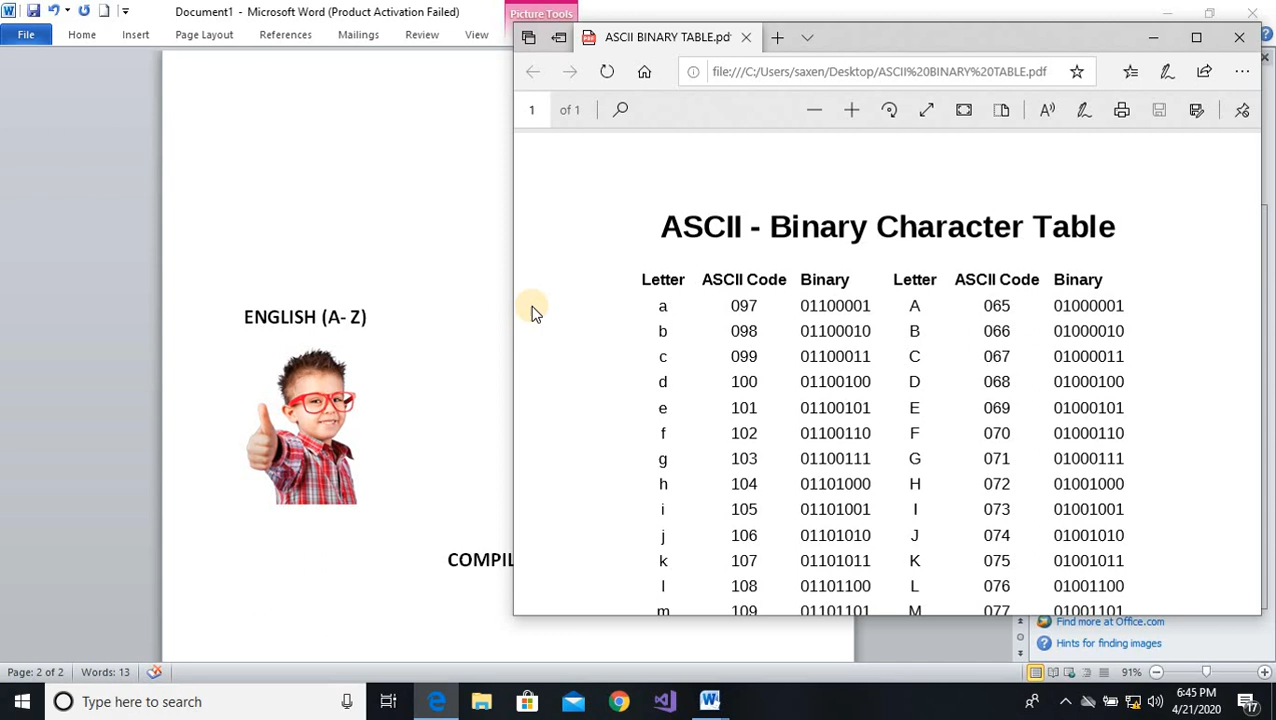 Document1 - Microsoft Word (Product Activation Failed)
Picture Tools
File Home Insert Page Layout References Mailings Review View
ASCII BINARY TABLE.pdf
file:///C:/Users/saxen/Desktop/ASCII%20BINARY%20TABLE.pdf
1 of 1
ASCII - Binary Character Table
Letter ASCII Code Binary Letter ASCII Code Binary
a 097 01100001 A 065 01000001
b 098 01100010 B 066 01000010
c 099 01100011 C 067 01000011
d 100 01100100 D 068 01000100
e 101 01100101 E 069 01000101
f 102 01100110 F 070 01000110
g 103 01100111 G 071 01000111
h 104 01101000 H 072 01001000
i 105 01101001 I 073 01001001
j 106 01101010 J 074 01001010
k 107 01101011 K 075 01001011
l 108 01101100 L 076 01001100
m 109 01101101 M 077 01001101
ENGLISH (A- Z)
COMPIL
Find more at Office.com
Hints for finding images
Page: 2 of 2 Words: 13 91%
Type here to search
6:45 PM
4/21/2020
17